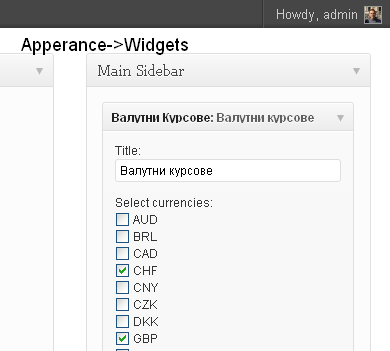 Howdy, admin
Apperance->Widgets
Main Sidebar
Валутни Курсове: Валутни курсове
Title:
Валутни курсове
Select currencies:
AUD
BRL
CAD
CHF
CNY
CZK
DKK
GBP